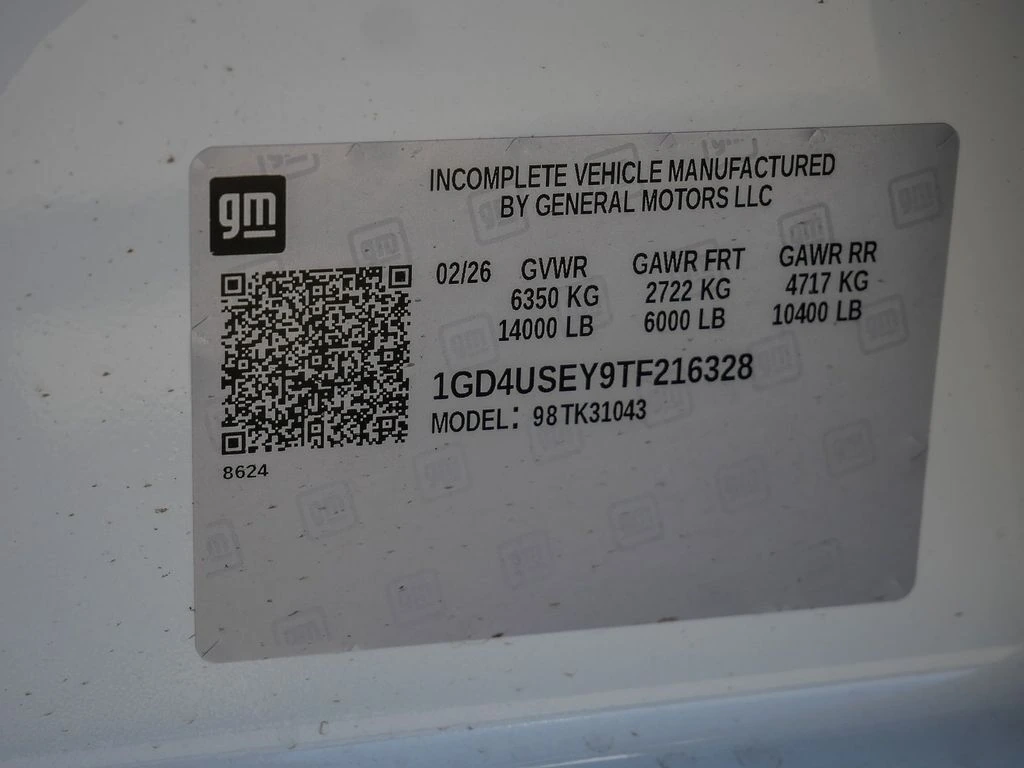 gm
INCOMPLETE VEHICLE MANUFACTURED
BY GENERAL MOTORS LLC
02/26 GVWR GAWR FRT GAWR RR
6350 KG 2722 KG 4717 KG
14000 LB 6000 LB 10400 LB
1GD4USEY9TF216328
MODEL: 98TK31043
8624